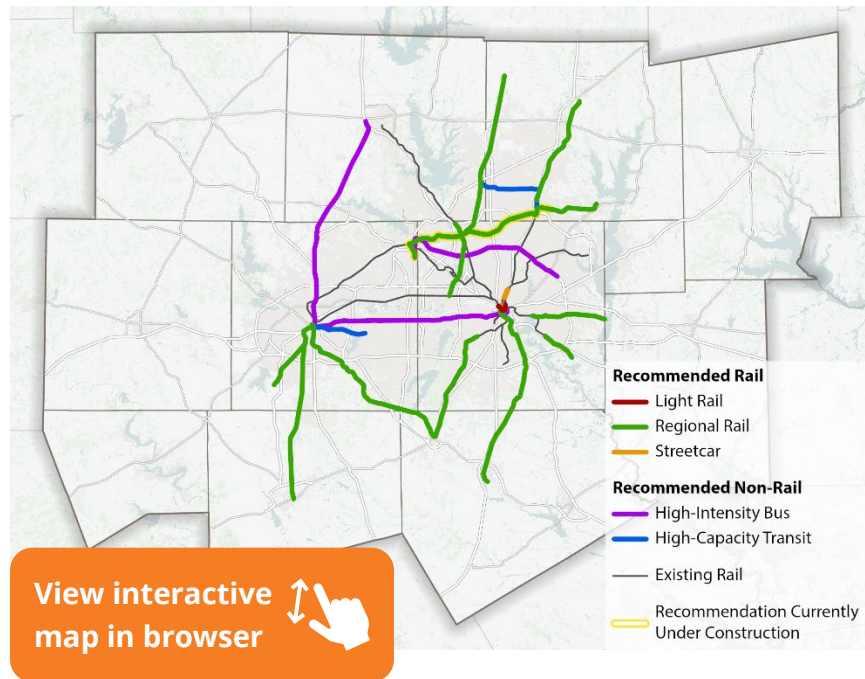 Recommended Rail
Light Rail
Regional Rail
Streetcar
Recommended Non-Rail
High-Intensity Bus
High-Capacity Transit
Existing Rail
Recommendation Currently
Under Construction
View interactive
map in browser